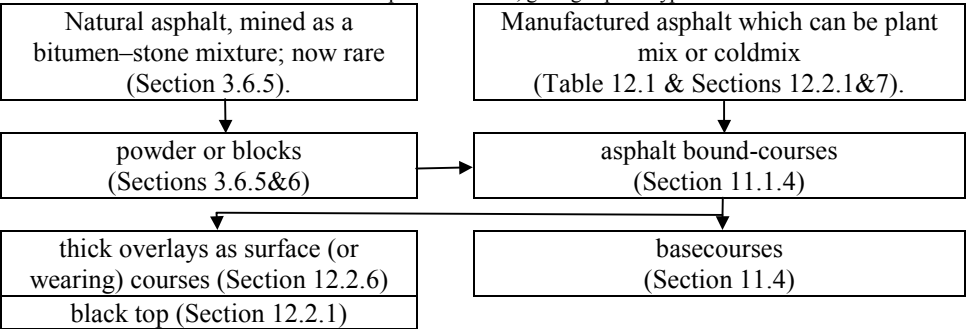 Natural asphalt, mined as a
bitumen–stone mixture; now rare
(Section 3.6.5).
Manufactured asphalt which can be plant
mix or coldmix
(Table 12.1 & Sections 12.2.1&7).
powder or blocks
(Sections 3.6.5&6)
asphalt bound-courses
(Section 11.1.4)
thick overlays as surface (or
wearing) courses (Section 12.2.6)
black top (Section 12.2.1)
basecourses
(Section 11.4)